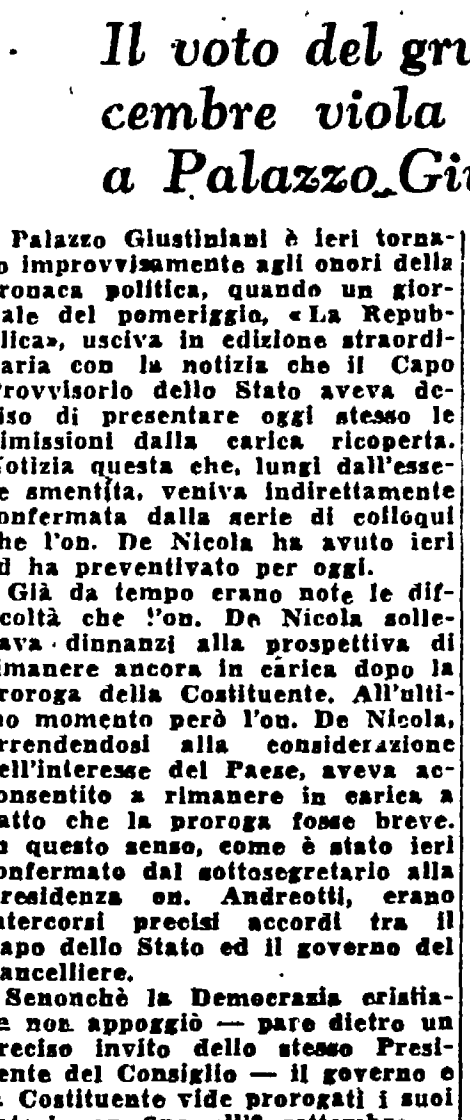 Il voto del gru
cembre viola
a Palazzo Giu
Palazzo Giustiniani è ieri torna-
o improvvisamente agli onori della
ronaca politica, quando un gior-
ale del pomeriggio, «La Repub-
lica», usciva in edizione straordi-
aria con la notizia che il Capo
rovvisorio dello Stato aveva de-
iso di presentare oggi stesso le
imissioni dalla carica ricoperta.
otizia questa che, lungi dall'esse-
e smentita, veniva indirettamente
onfermata dalla serie di colloqui
he l'on. De Nicola ha avuto ieri
d ha preventivato per oggi.
Già da tempo erano note le dif-
coltà che l'on. De Nicola solle-
ava dinnanzi alla prospettiva di
imanere ancora in carica dopo la
roroga della Costituente. All'ulti-
mo momento però l'on. De Nicola,
rrendendosi alla considerazione
ell'interesse del Paese, aveva ac-
onsentito a rimanere in carica a
atto che la proroga fosse breve.
n questo senso, come è stato ieri
onfermato dal sottosegretario alla
residenza on. Andreotti, erano
ntercorsi precisi accordi tra il
apo dello Stato ed il governo del
ancelliere.
Senonchè la Democrazia cristia-
a non appoggiò — pare dietro un
reciso invito dello stesso Presi-
ente del Consiglio — il governo e
a Costituente vide prorogati i suoi